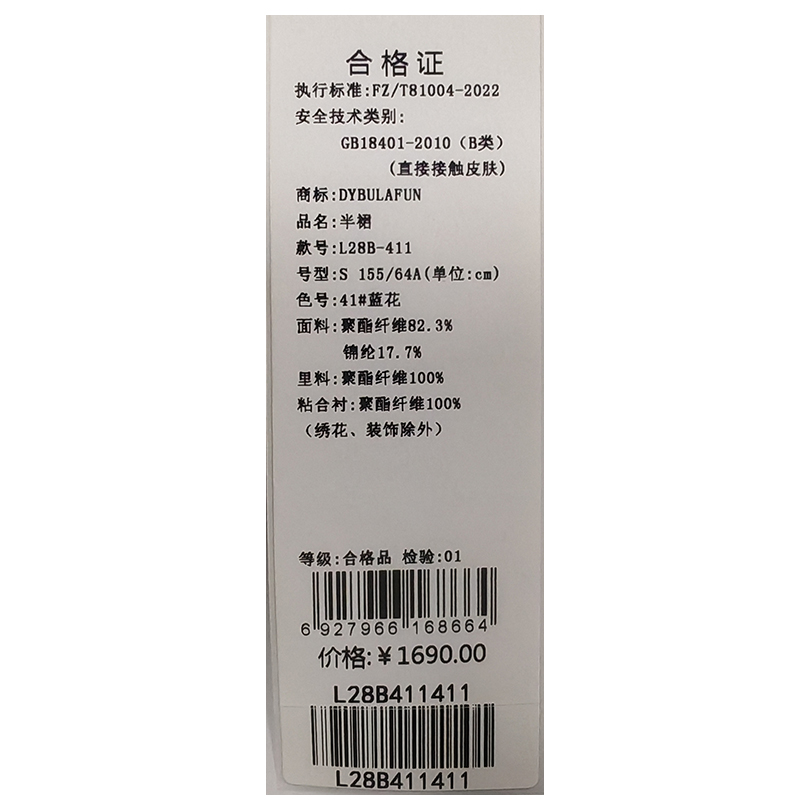 合格证
执行标准:FZ/T81004-2022
安全技术类别:
GB18401-2010（B类）
(直接接触皮肤)
商标:DYBULAFUN
品名:半裙
款号:L28B-411
号型:S 155/64A(单位:cm)
色号:41#蓝花
面料:聚酯纤维82.3%
锦纶17.7%
里料:聚酯纤维100%
粘合衬:聚酯纤维100%
（绣花、装饰除外）
等级:合格品 检验:01
6 927966 168664
价格:￥1690.00
L28B411411
L28B411411